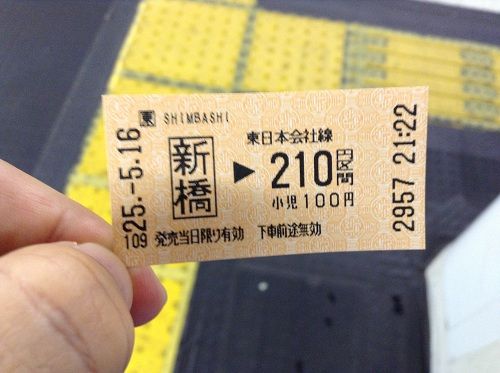 東 SHIMBASHI
東日本会社線
新橋 ▶ 210円区間
小児100円
25.-5.16
2957 21:22
109 発売当日限り有効 下車前途無効